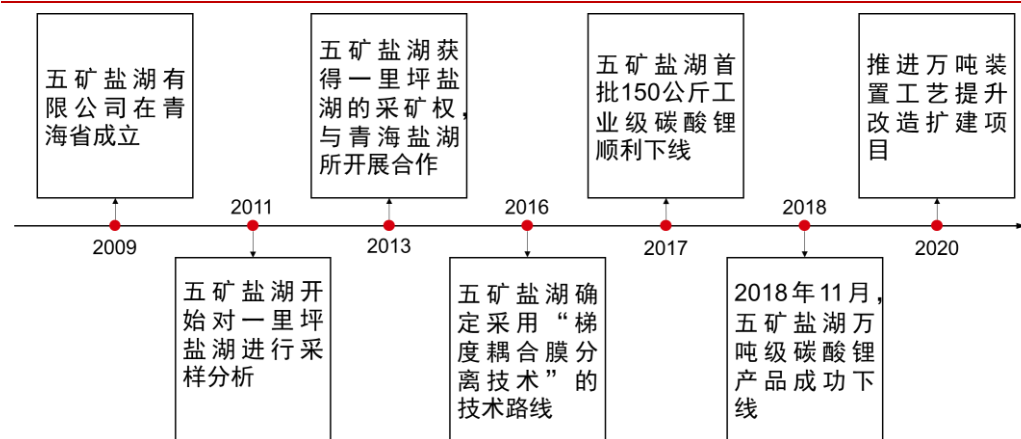 五矿盐湖有
限公司在青
海省成立
五矿盐湖获
得一里坪盐
湖的采矿权，
与青海盐湖
所开展合作
五矿盐湖首
批150公斤工
业级碳酸锂
顺利下线
推进万吨装
置工艺提升
改造扩建项
目
2011
2016
2018
2009
2013
2017
2020
五矿盐湖开
始对一里坪
盐湖进行采
样分析
五矿盐湖确
定采用“梯
度耦合膜分
离技术”的
技术路线
2018年11月，
五矿盐湖万
吨级碳酸锂
产品成功下
线